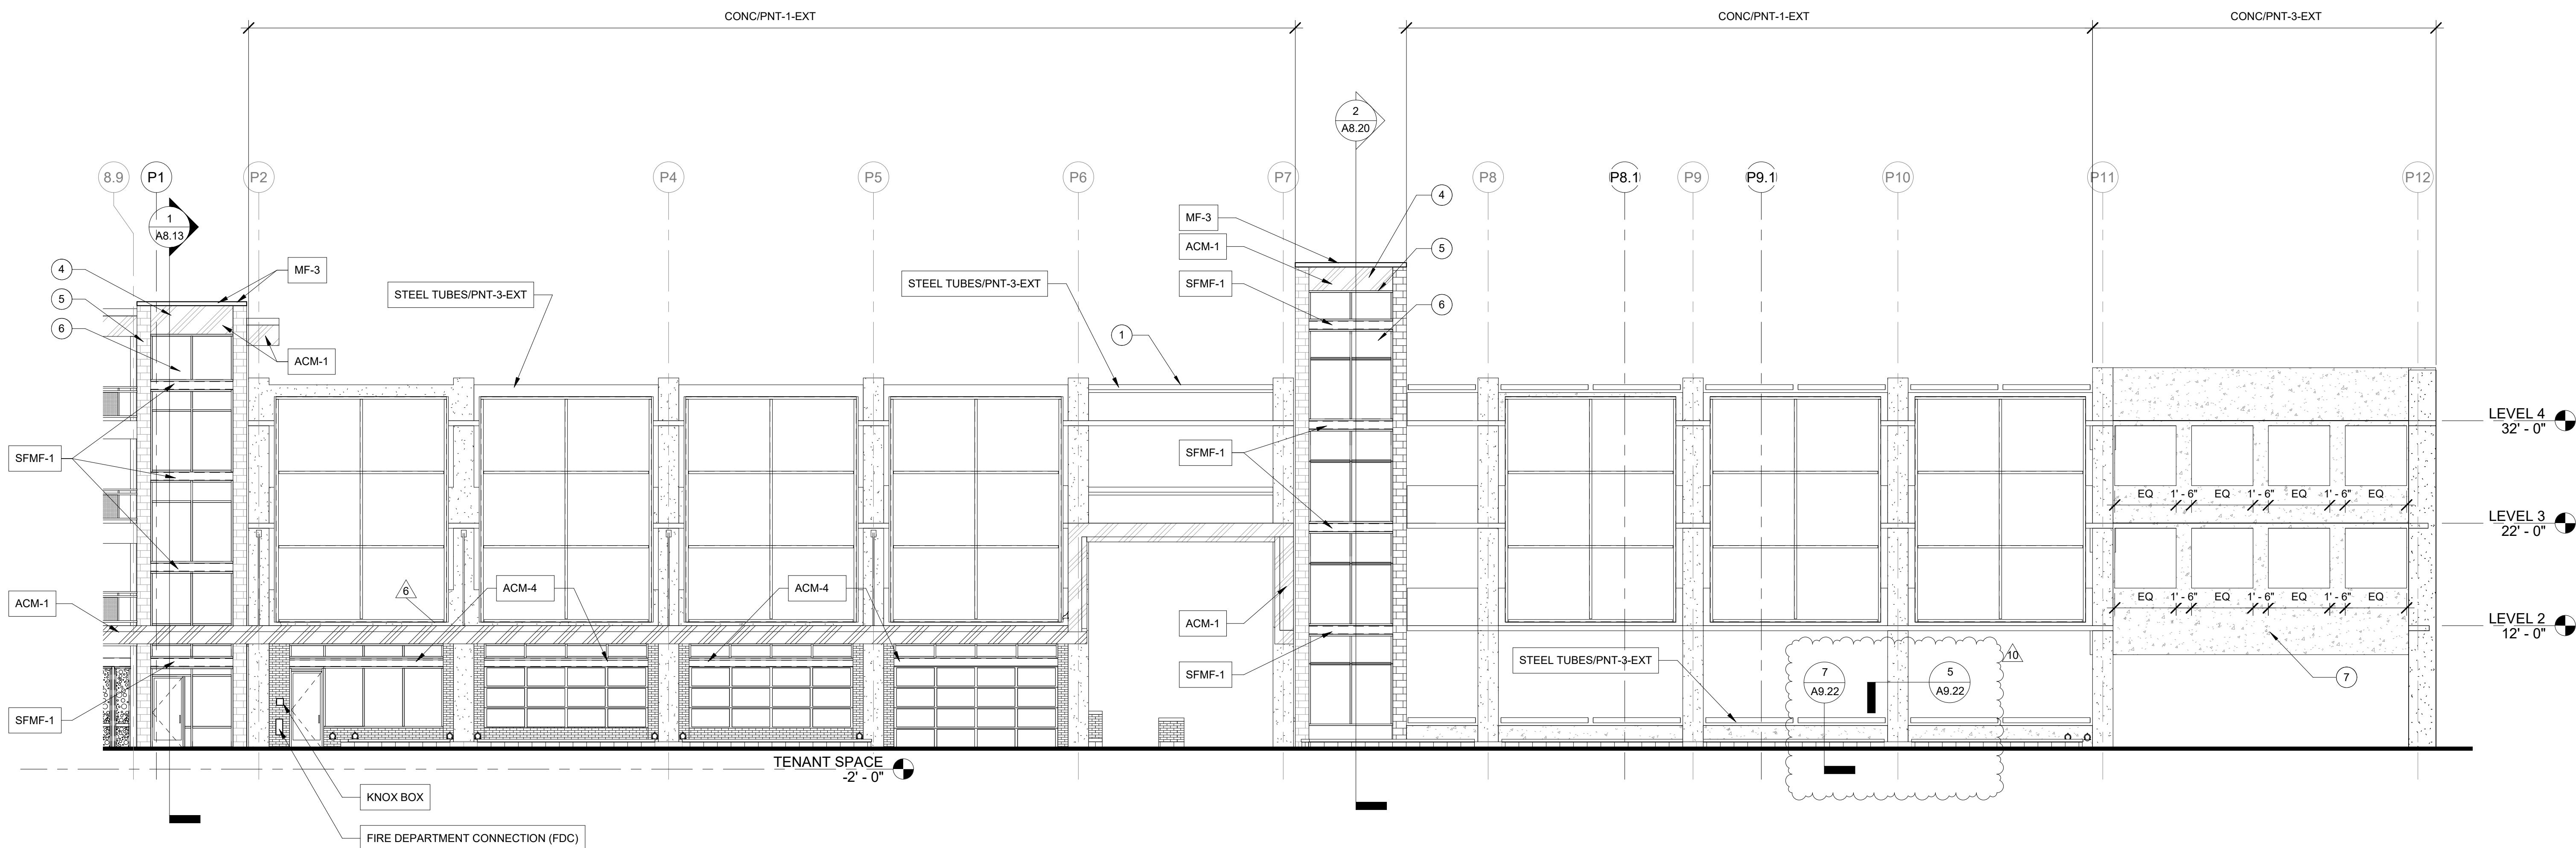 CONC/PNT-1-EXT
CONC/PNT-1-EXT
CONC/PNT-3-EXT
2
A8.20
8.9
P1
P2
P4
P5
P6
P7
P8
P8.1
P9
P9.1
P10
P11
P12
1
A8.13
4
5
6
MF-3
ACM-1
STEEL TUBES/PNT-3-EXT
STEEL TUBES/PNT-3-EXT
1
MF-3
ACM-1
SFMF-1
4
5
6
SFMF-1
SFMF-1
ACM-1
SFMF-1
ACM-1
SFMF-1
6
ACM-4
ACM-4
STEEL TUBES/PNT-3-EXT
7
A9.22
5
A9.22
10
7
EQ 1' - 6" EQ 1' - 6" EQ 1' - 6" EQ
EQ 1' - 6" EQ 1' - 6" EQ 1' - 6" EQ
LEVEL 4
32' - 0"
LEVEL 3
22' - 0"
LEVEL 2
12' - 0"
TENANT SPACE
-2' - 0"
KNOX BOX
FIRE DEPARTMENT CONNECTION (FDC)